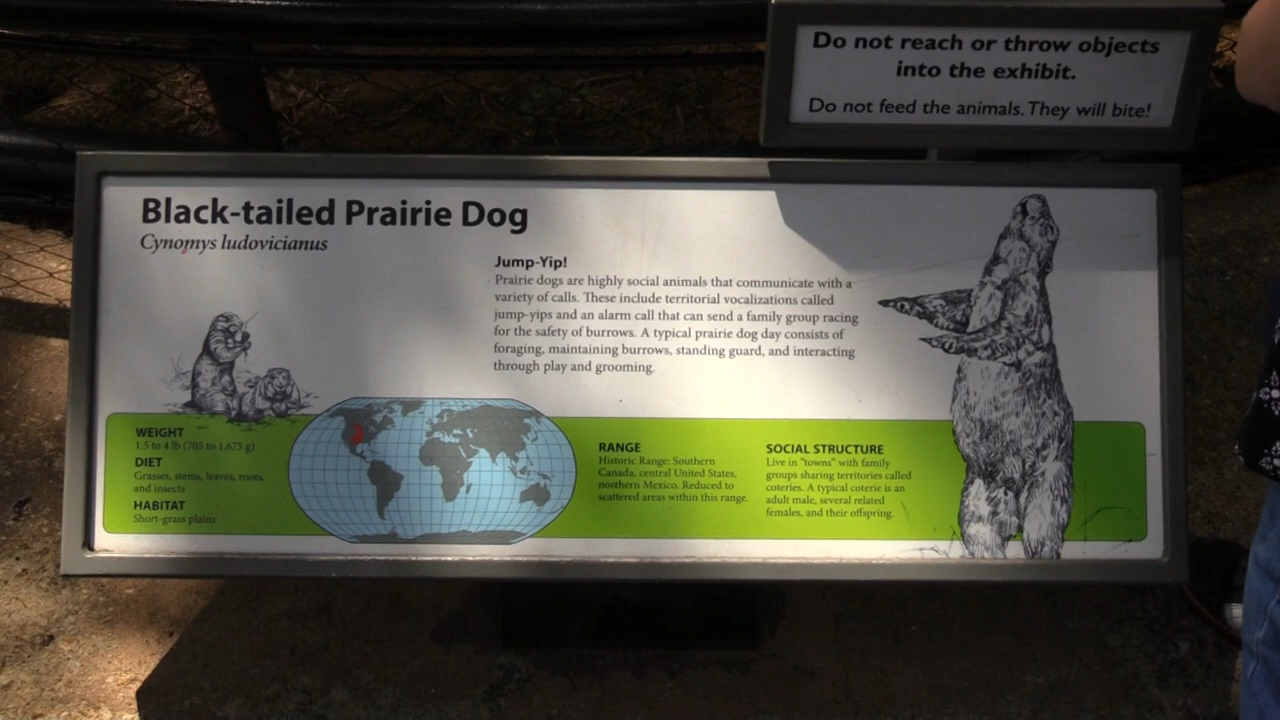 Do not reach or throw objects
into the exhibit.
Do not feed the animals. They will bite!
Black-tailed Prairie Dog
Cynomys ludovicianus
Jump-Yip!
Prairie dogs are highly social animals that communicate with a
variety of calls. These include territorial vocalizations called
jump-yips and an alarm call that can send a family group racing
for the safety of burrows. A typical prairie dog day consists of
foraging, maintaining burrows, standing guard, and interacting
through play and grooming.
WEIGHT
1.5 to 4 lb (705 to 1,675 g)
DIET
Grasses, stems, leaves, roots,
and insects
HABITAT
Short-grass plains
RANGE
Historic Range: Southern
Canada, central United States,
northern Mexico. Reduced to
scattered areas within this range.
SOCIAL STRUCTURE
Live in "towns" with family
groups sharing territories called
coteries. A typical coterie is an
adult male, several related
females, and their offspring.